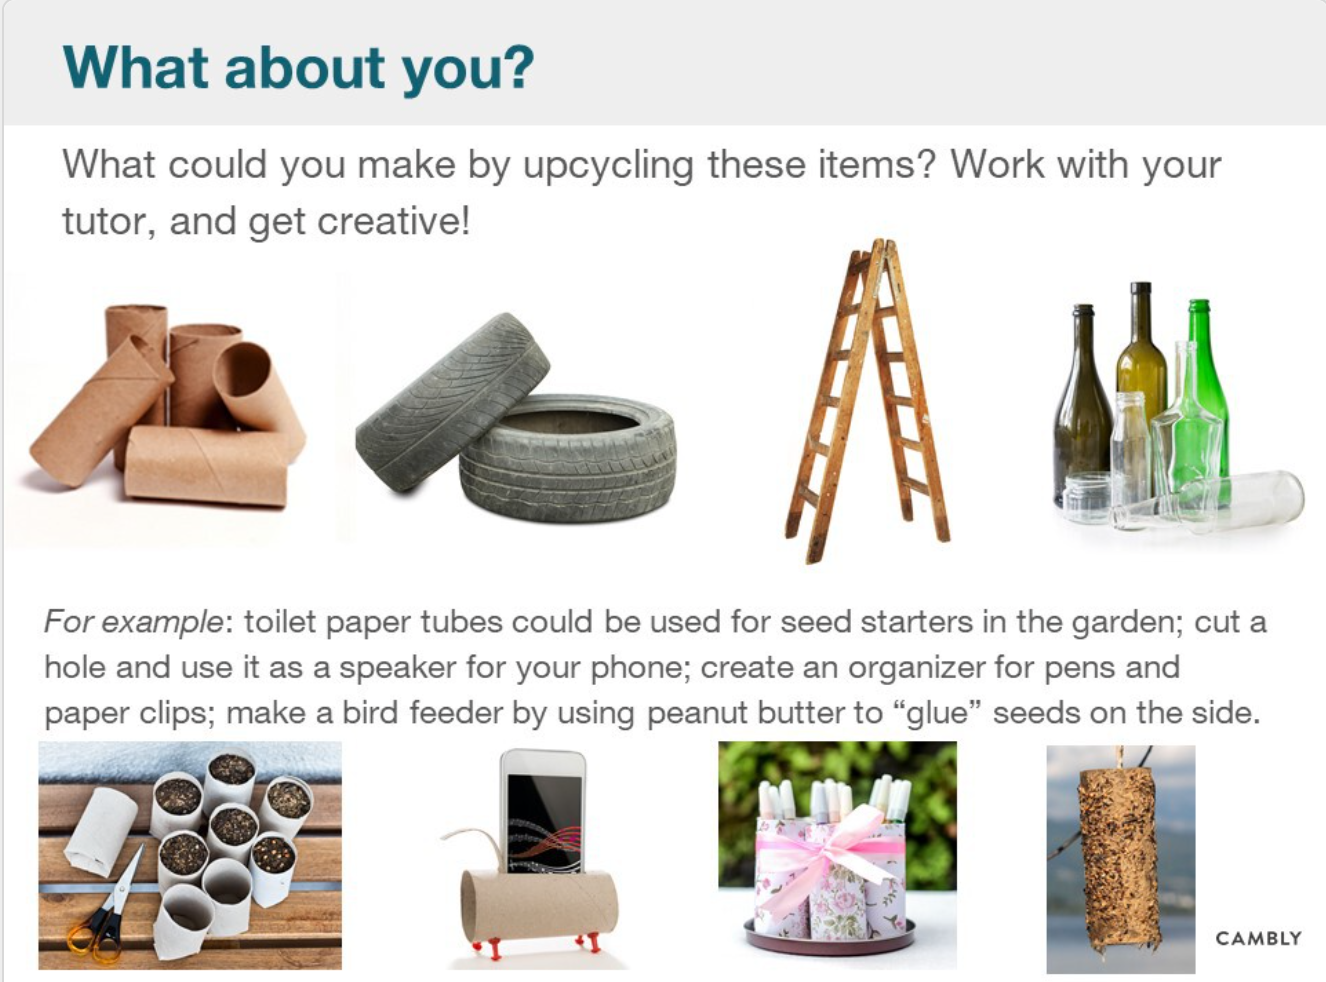 What about you?
What could you make by upcycling these items? Work with your
tutor, and get creative!
For example: toilet paper tubes could be used for seed starters in the garden; cut a
hole and use it as a speaker for your phone; create an organizer for pens and
paper clips; make a bird feeder by using peanut butter to “glue” seeds on the side.
CAMBLY